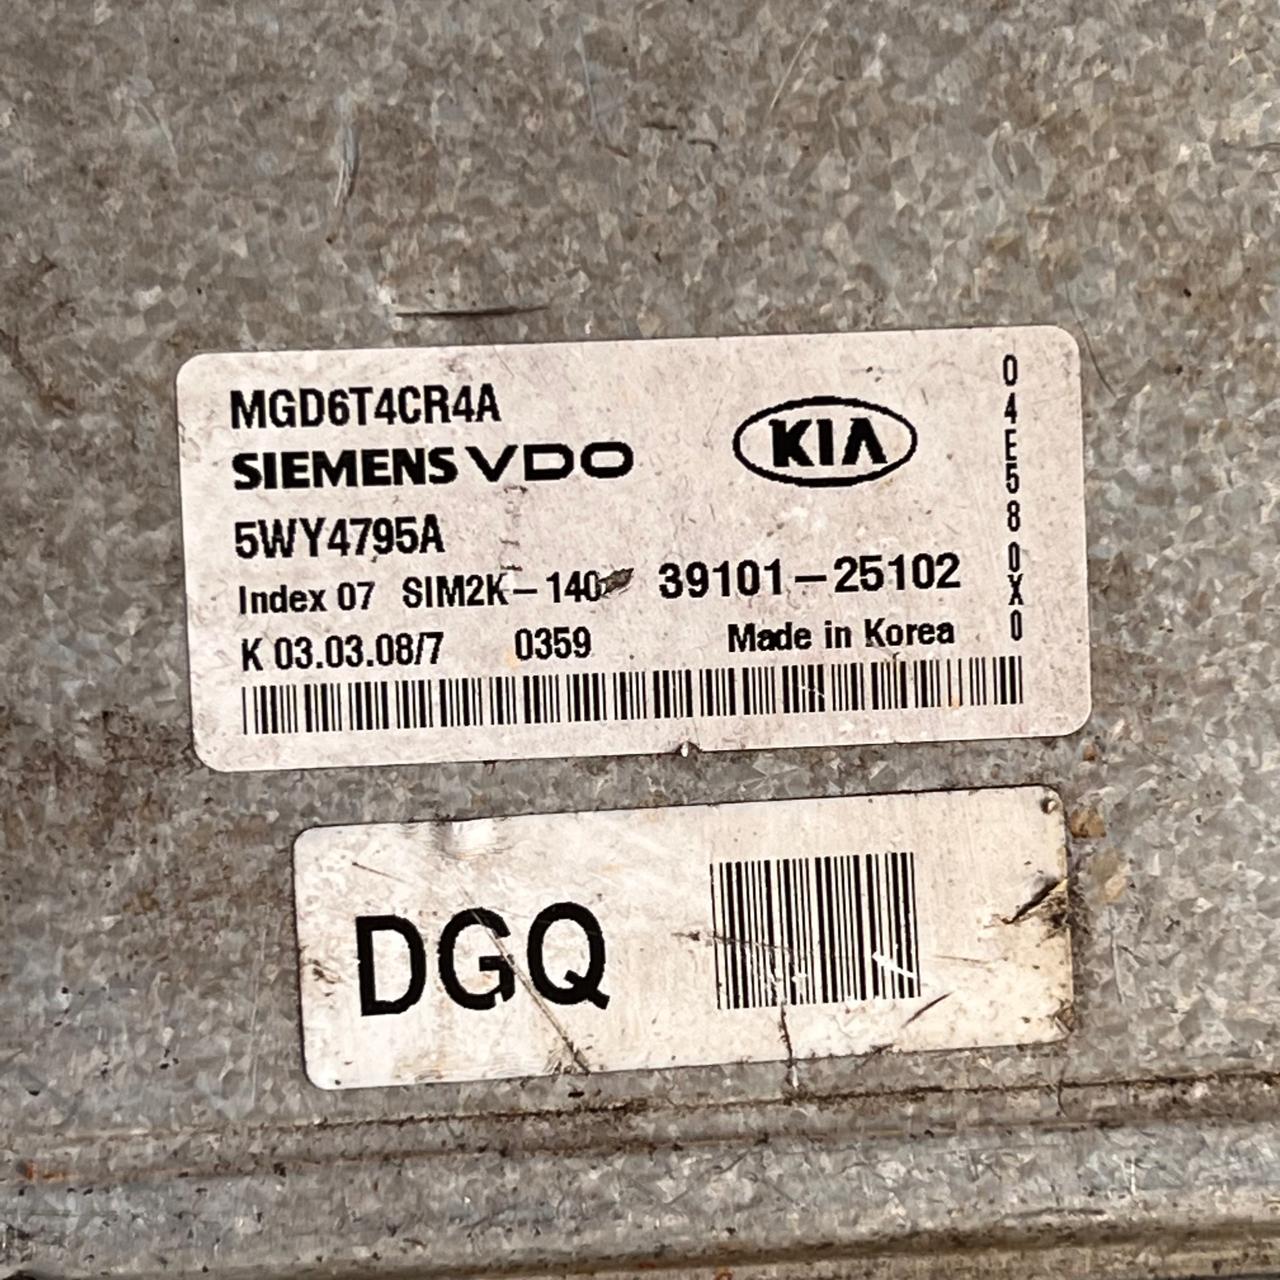 MGD6T4CR4A
SIEMENS VDO
KIA
5WY4795A
Index 07 SIM2K-140 39101-25102
K 03.03.08/7 0359 Made in Korea
04E580X0
DGQ